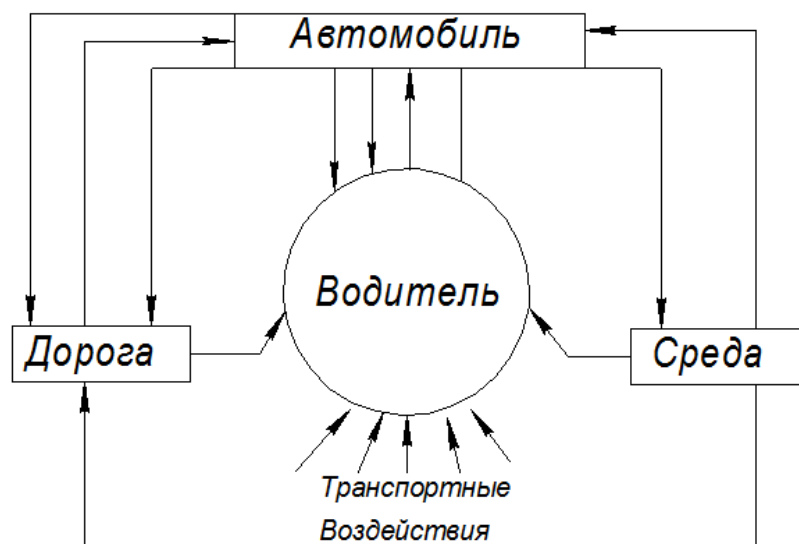 Автомобиль
Водитель
Дорога
Среда
Транспортные
Воздействия